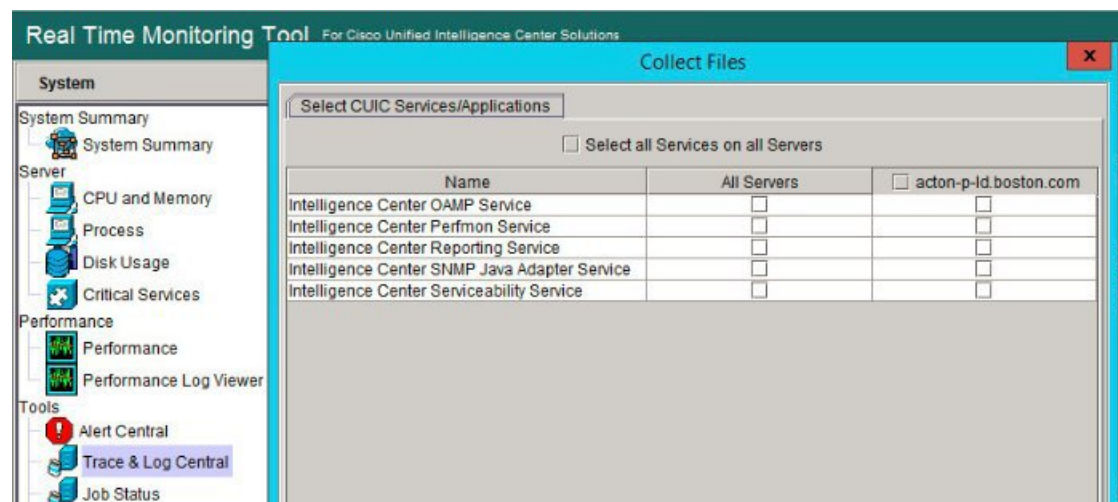 Real Time Monitoring Tool For Cisco Unified Intelligence Center Solutions
Collect Files
x
System
Select CUIC Services/Applications
System Summary
System Summary
Select all Services on all Servers
Server
CPU and Memory
Process
Disk Usage
Critical Services
Name All Servers acton-p-ld.boston.com
Intelligence Center OAMP Service
Intelligence Center Perfmon Service
Intelligence Center Reporting Service
Intelligence Center SNMP Java Adapter Service
Intelligence Center Serviceability Service
Performance
Performance
Performance Log Viewer
Tools
Alert Central
Trace & Log Central
Job Status